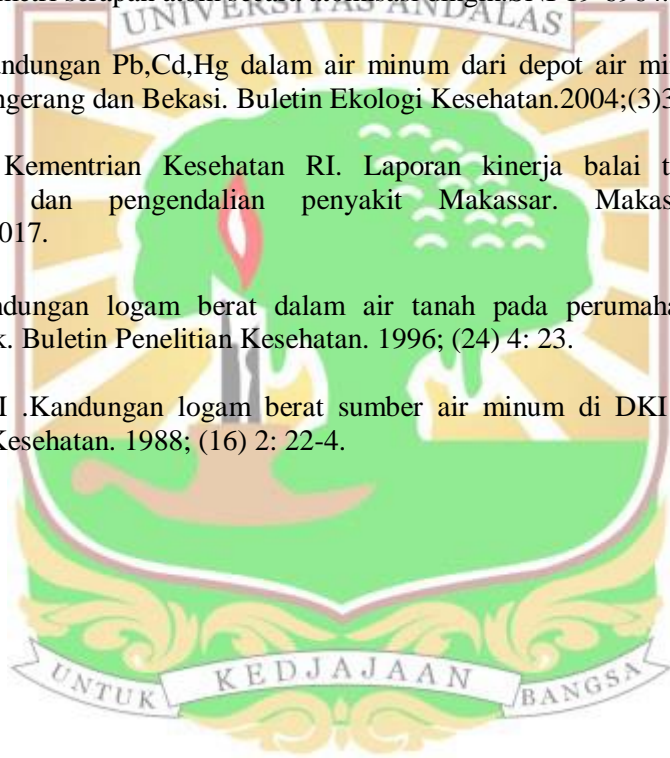 UNIVERSITAS ANDALAS
ndungan Pb,Cd,Hg dalam air minum dari depot air mi
ngerang dan Bekasi. Buletin Ekologi Kesehatan.2004;(3)3
Kementrian Kesehatan RI. Laporan kinerja balai t
dan pengendalian penyakit Makassar. Makas
017.
ndungan logam berat dalam air tanah pada perumaha
k. Buletin Penelitian Kesehatan. 1996; (24) 4: 23.
I .Kandungan logam berat sumber air minum di DKI
Kesehatan. 1988; (16) 2: 22-4.
UNTUK KEDJAJAAN BANGSA